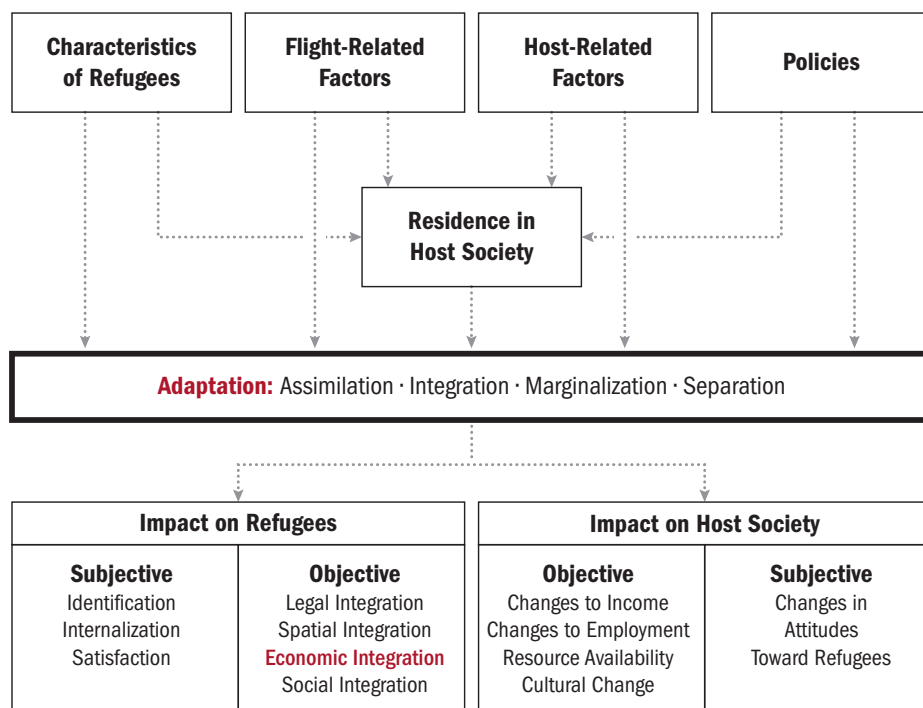 Characteristics
of Refugees
Flight-Related
Factors
Host-Related
Factors
Policies
Residence in
Host Society
Adaptation: Assimilation · Integration · Marginalization · Separation
Impact on Refugees
Subjective
Identification
Internalization
Satisfaction
Objective
Legal Integration
Spatial Integration
Economic Integration
Social Integration
Impact on Host Society
Objective
Changes to Income
Changes to Employment
Resource Availability
Cultural Change
Subjective
Changes in
Attitudes
Toward Refugees